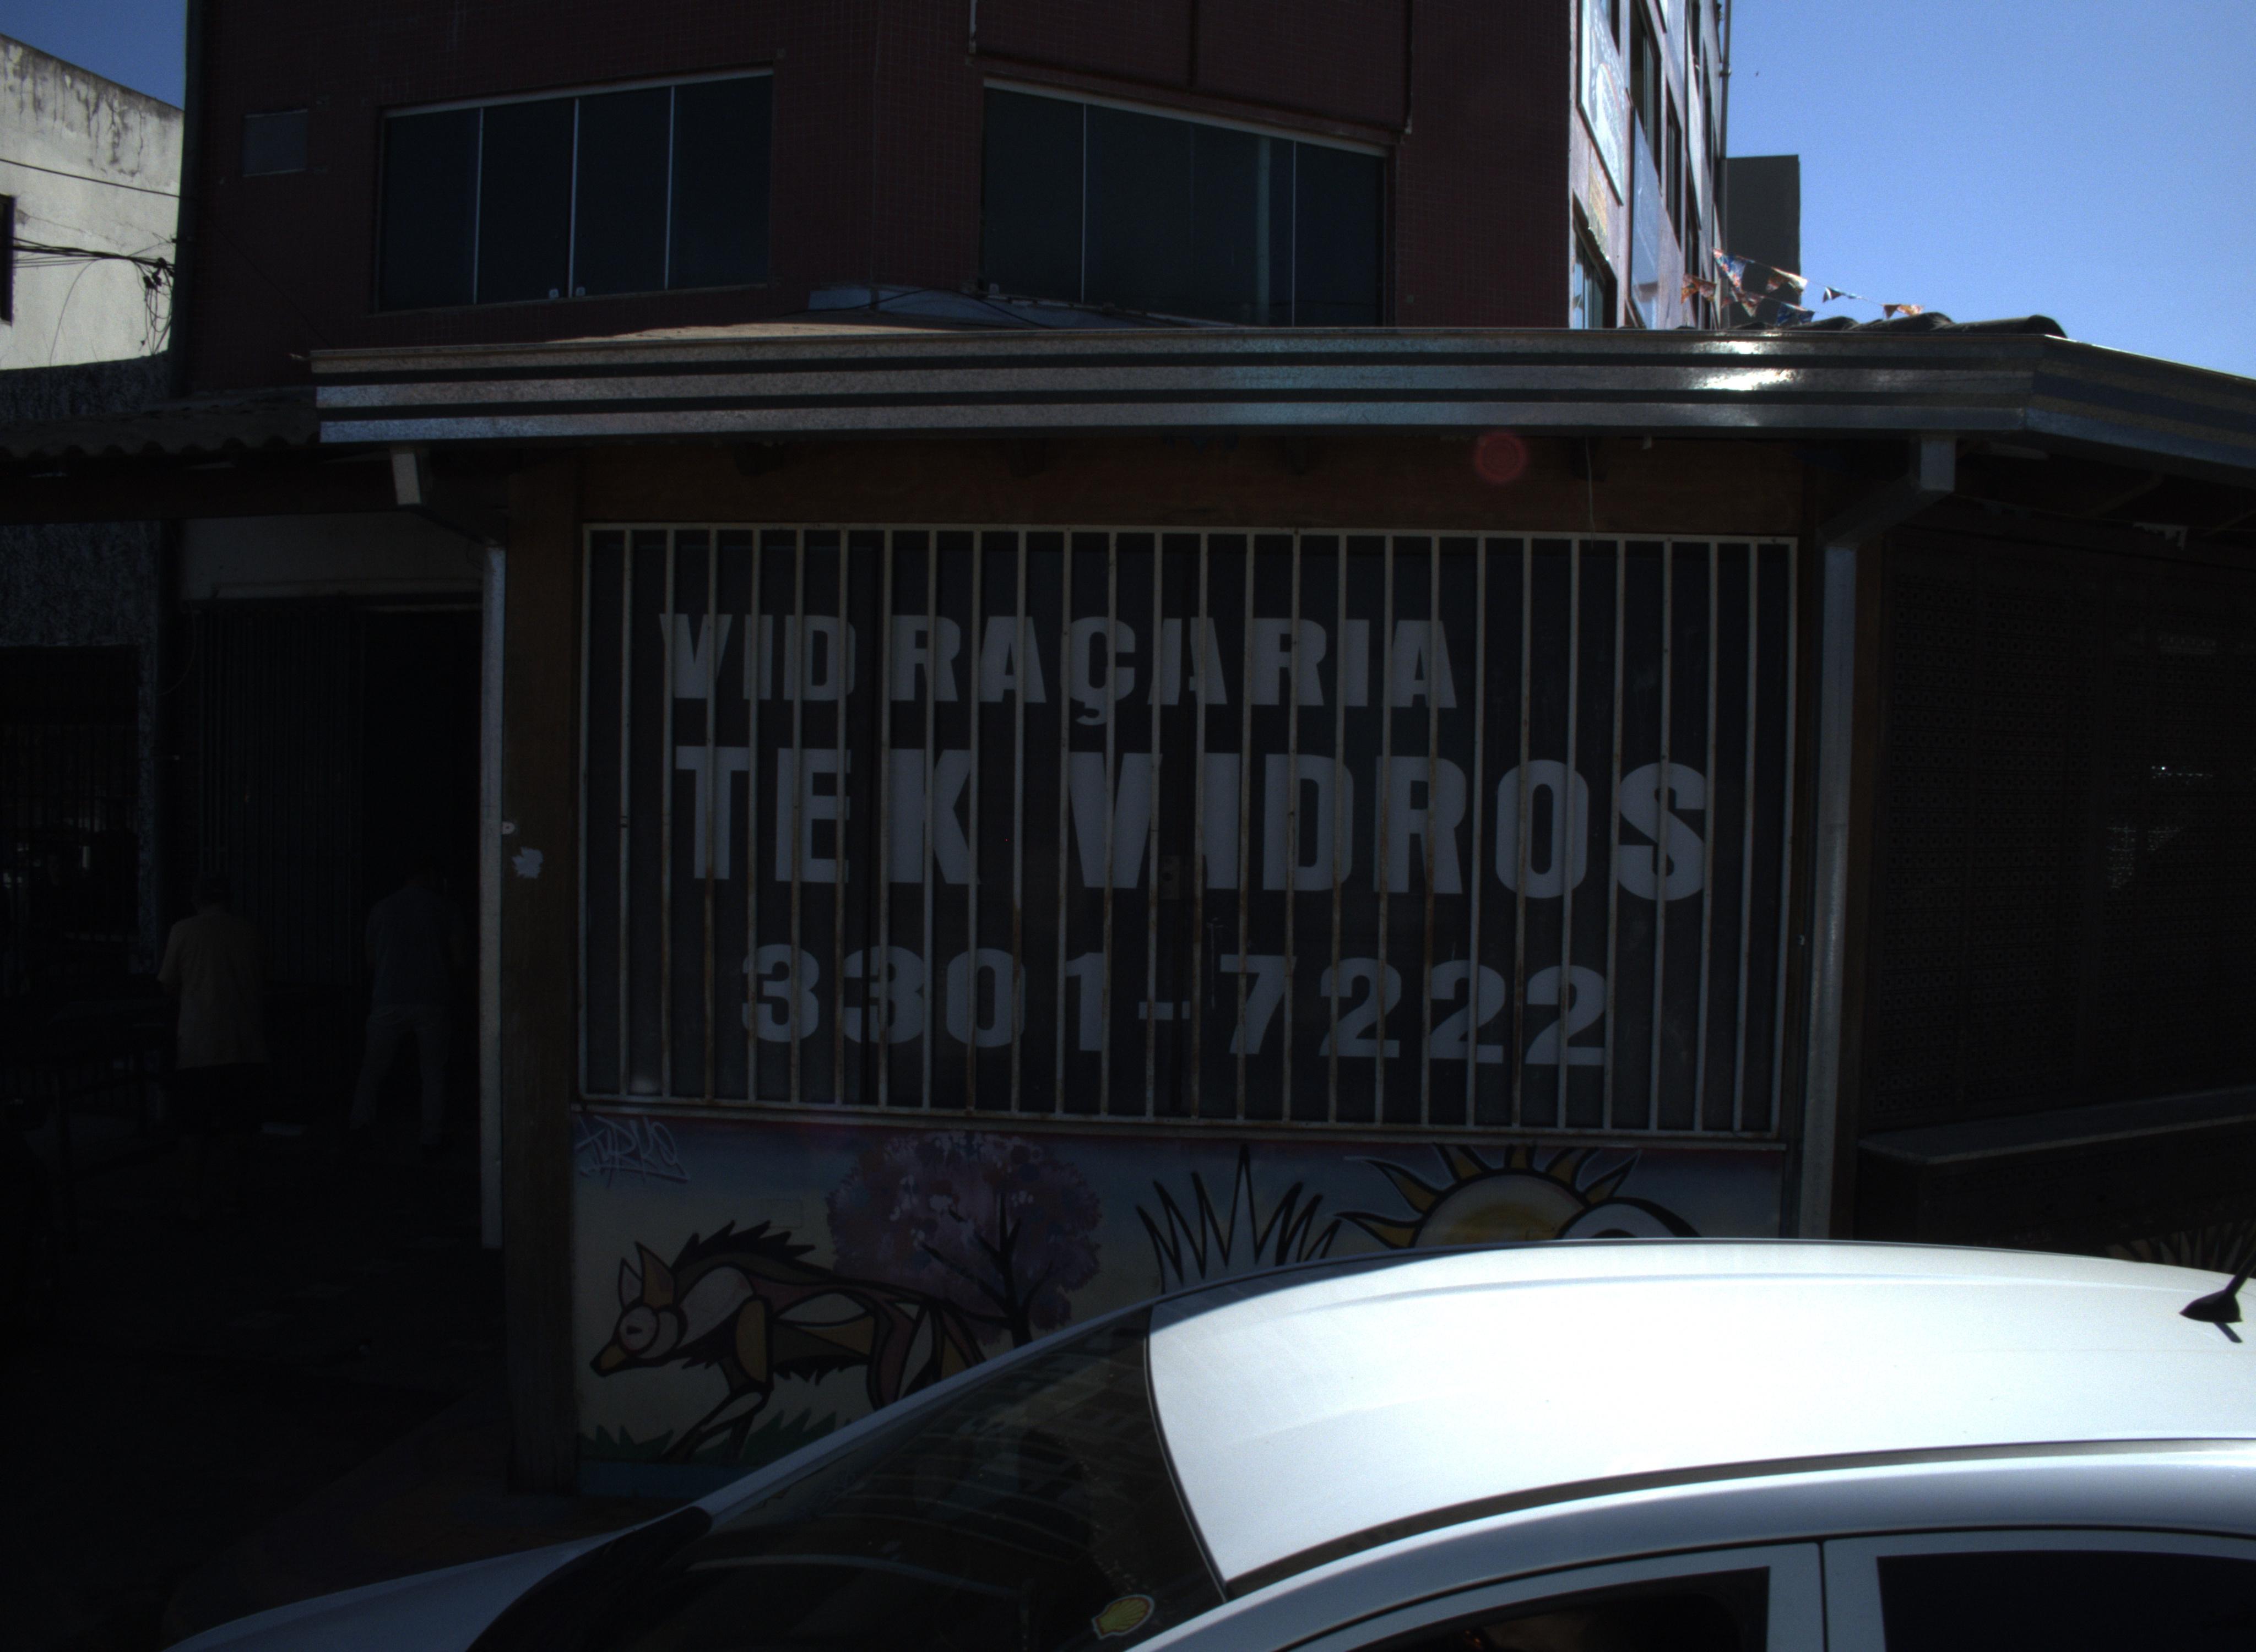 VIDRAÇARIA
TEK VIDROS
3301-7222